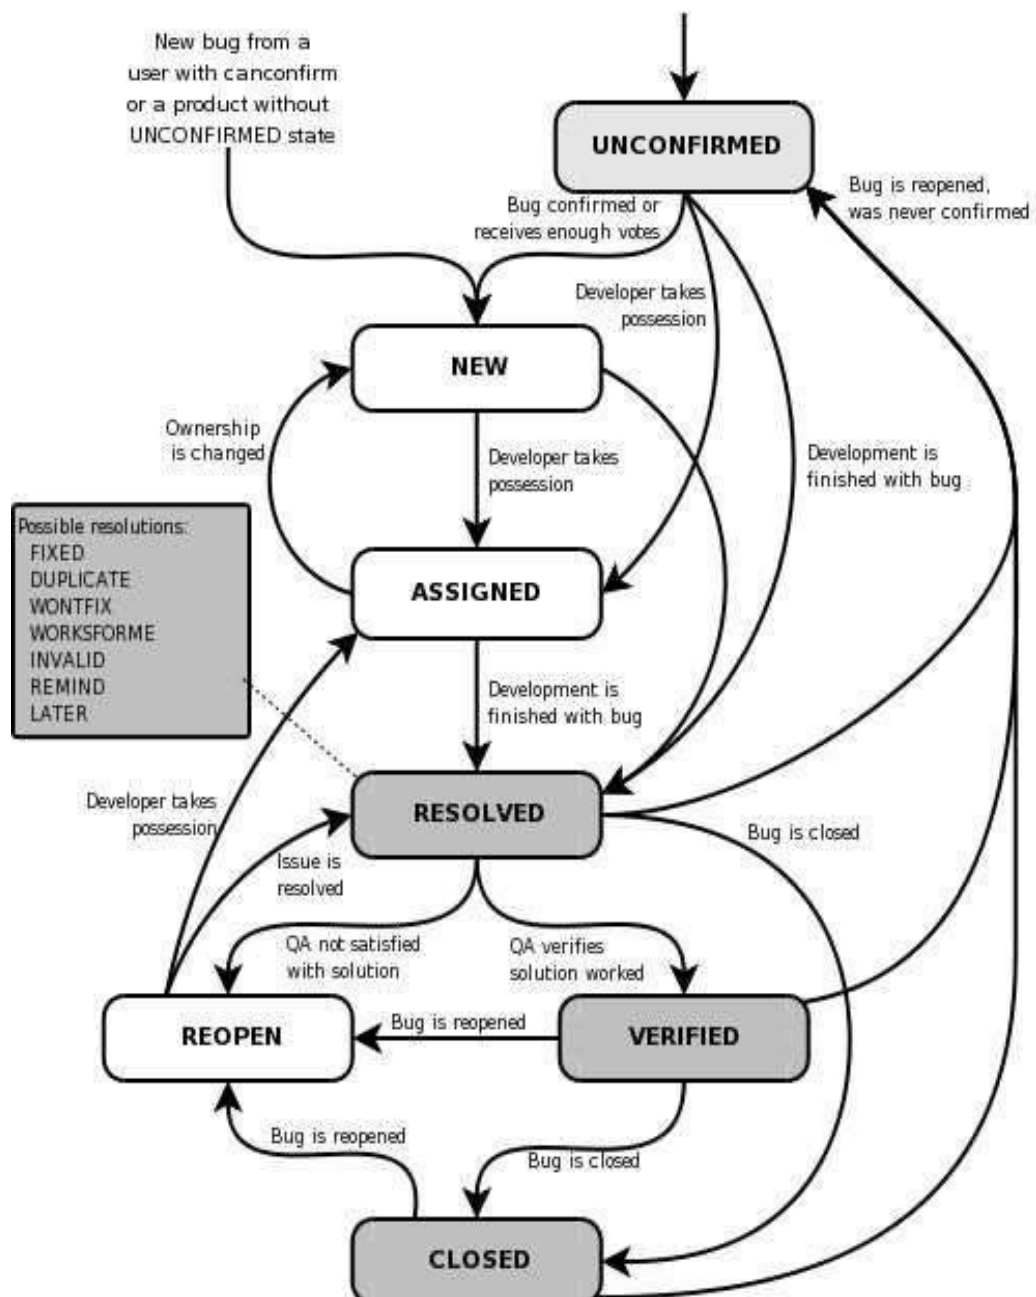 New bug from a
user with canconfirm
or a product without
UNCONFIRMED state
UNCONFIRMED
Bug is reopened,
was never confirmed
Bug confirmed or
receives enough votes
Developer takes
possession
NEW
Ownership
is changed
Developer takes
possession
Development is
finished with bug
Possible resolutions:
FIXED
DUPLICATE
WONTFIX
WORKSFORME
INVALID
REMIND
LATER
ASSIGNED
Development is
finished with bug
RESOLVED
Developer takes
possession
Bug is closed
Issue is
resolved
QA not satisfied
with solution
QA verifies
solution worked
REOPEN
Bug is reopened
VERIFIED
Bug is reopened
Bug is closed
CLOSED